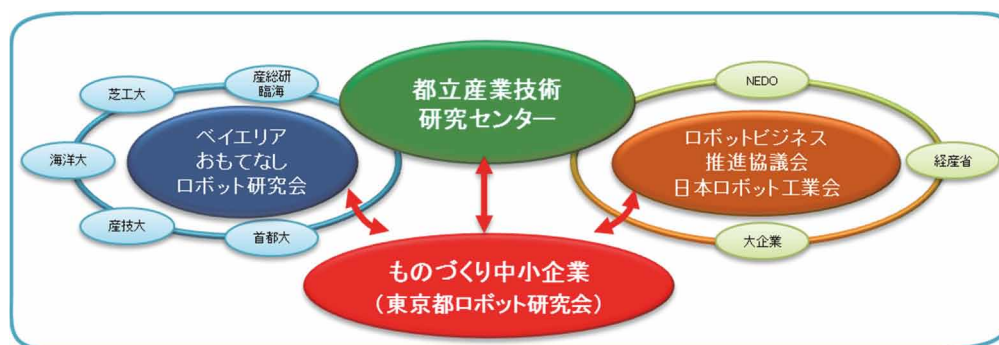 都立産業技術
研究センター
産総研
臨海
芝工大
海洋大
産技大
首都大
ベイエリア
おもてなし
ロボット研究会
NEDO
経産省
大企業
ロボットビジネス
推進協議会
日本ロボット工業会
ものづくり中小企業
（東京都ロボット研究会）